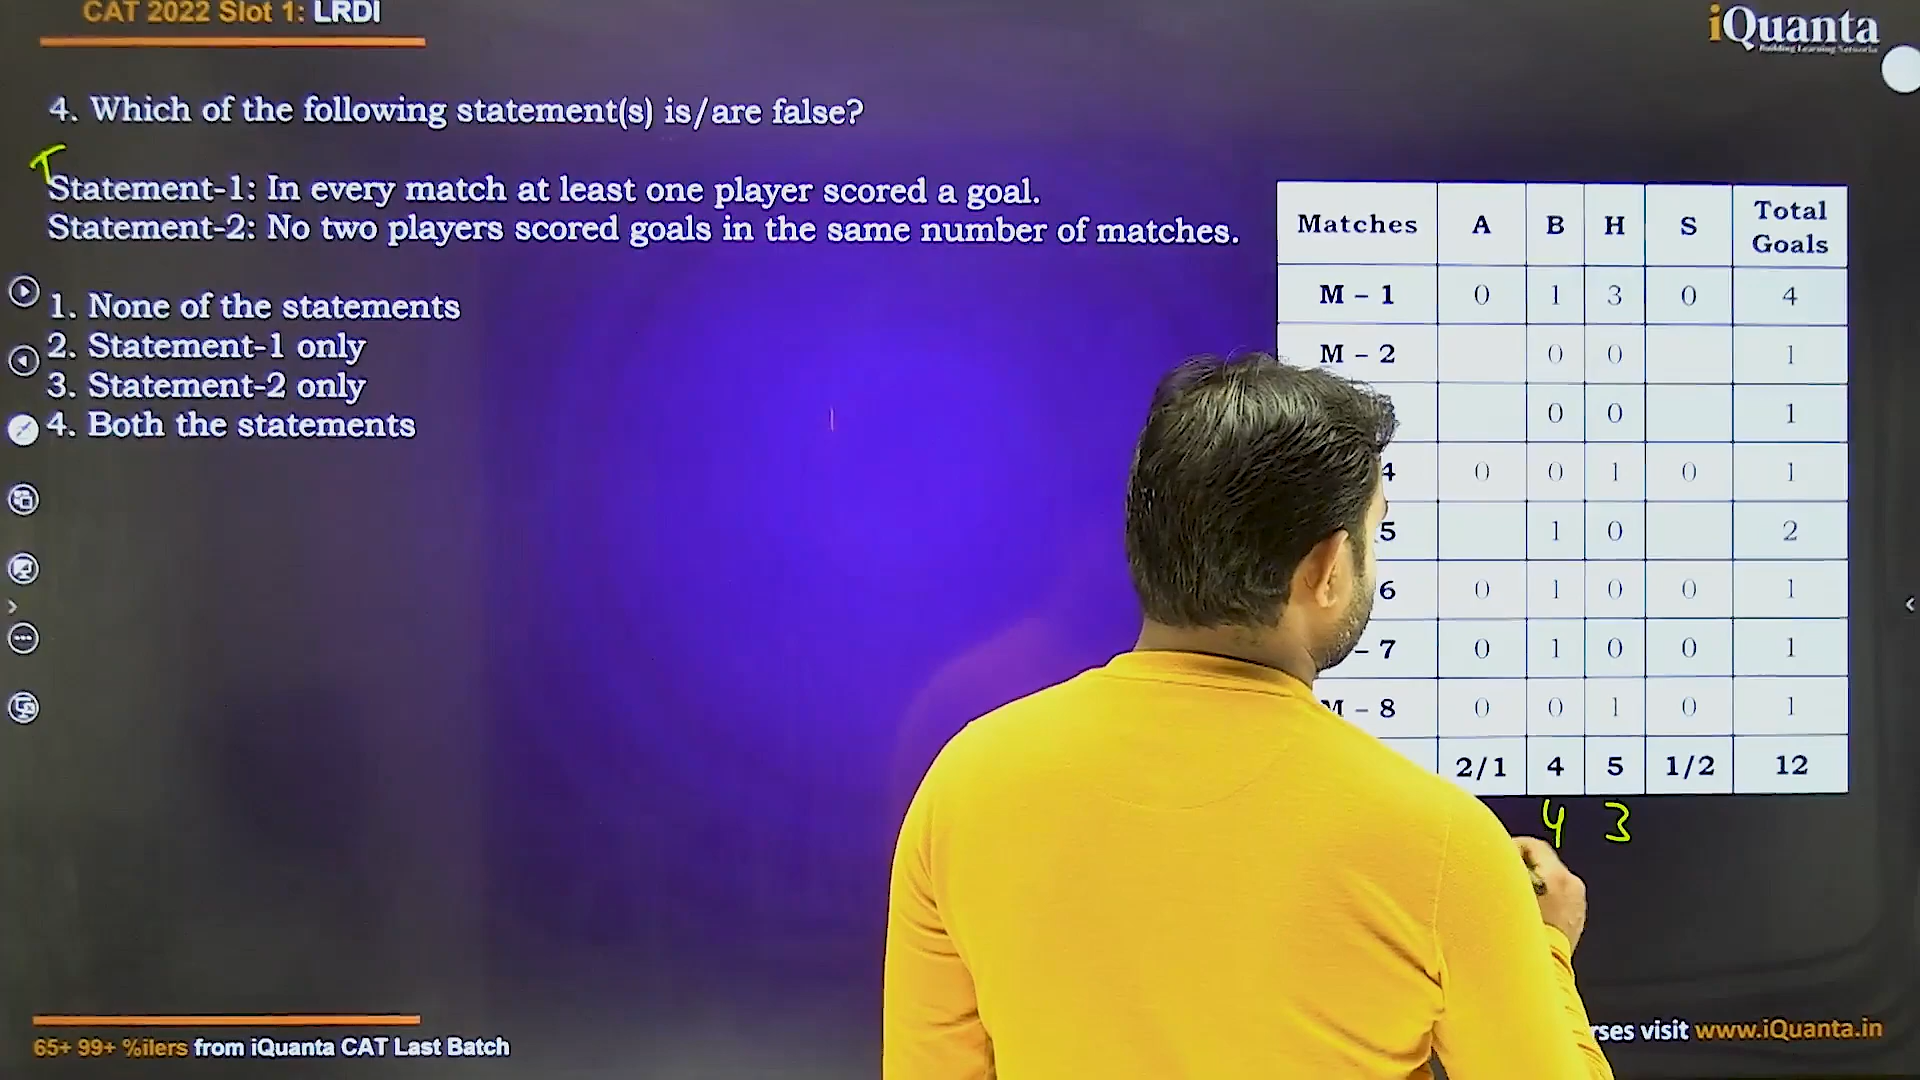 CAT 2022 Slot 1: LRDI
iQuanta
Building Learning Networks
4. Which of the following statement(s) is/are false?
T
Statement-1: In every match at least one player scored a goal.
Statement-2: No two players scored goals in the same number of matches.
1. None of the statements
2. Statement-1 only
3. Statement-2 only
4. Both the statements
Matches A B H S Total Goals
M - 1 0 1 3 0 4
M - 2 0 0 1
0 0 1
4 0 0 1 0 1
5 1 0 2
6 0 1 0 0 1
- 7 0 1 0 0 1
M - 8 0 0 1 0 1
2/1 4 5 1/2 12
4 3
65+ 99+ %ilers from iQuanta CAT Last Batch
rses visit www.iQuanta.in